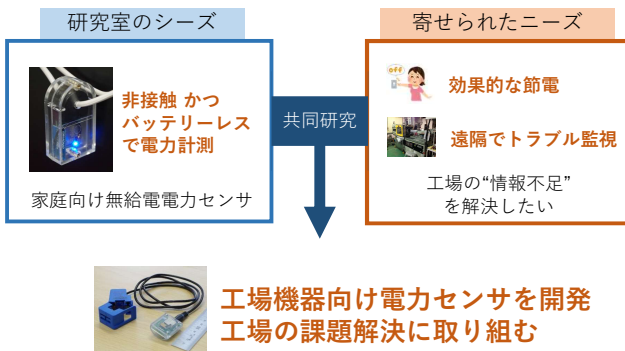 研究室のシーズ
非接触 かつ
バッテリーレス
で電力計測
家庭向け無給電電力センサ
共同研究
寄せられたニーズ
OFF
効果的な節電
遠隔でトラブル監視
工場の“情報不足”
を解決したい
工場機器向け電力センサを開発
工場の課題解決に取り組む